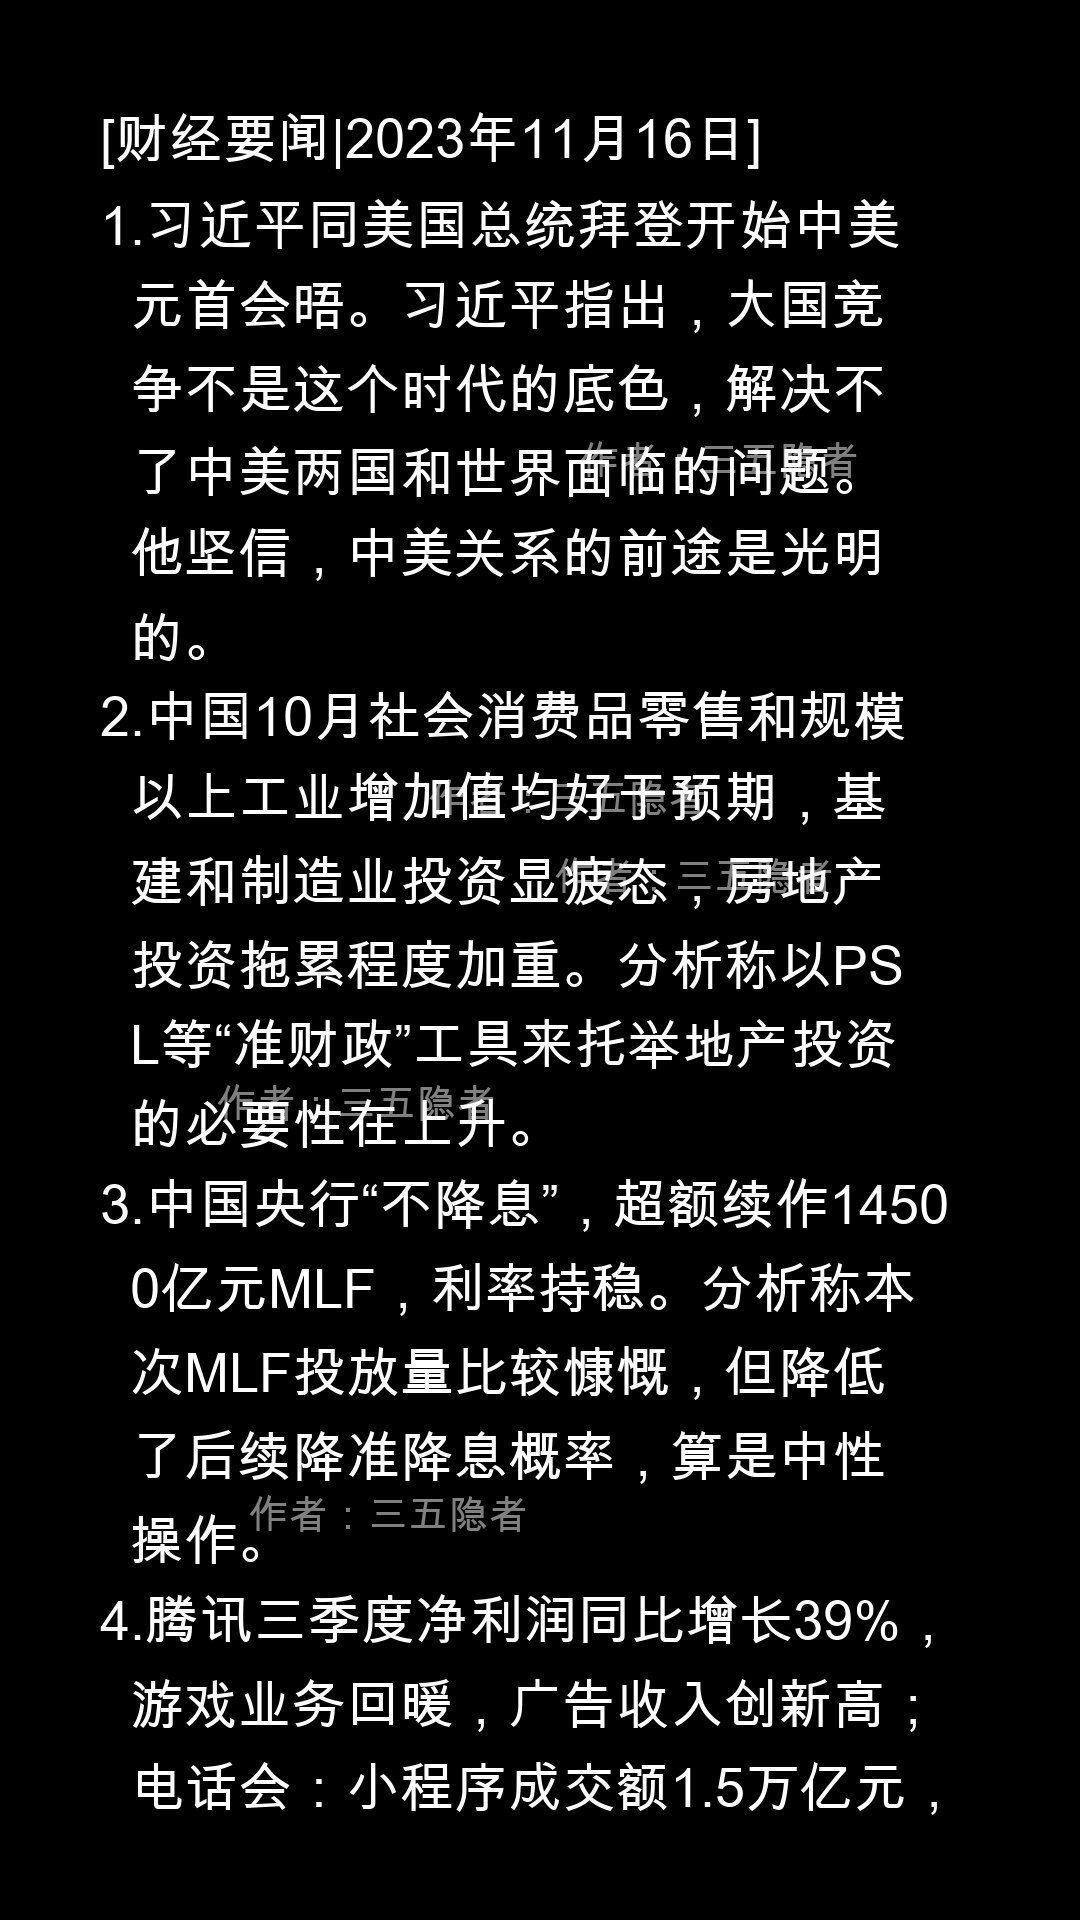 [财经要闻|2023年11月16日]
1.习近平同美国总统拜登开始中美
元首会晤。习近平指出，大国竞
争不是这个时代的底色，解决不
作者：三五隐者
了中美两国和世界面临的问题。
他坚信，中美关系的前途是光明
的。
2.中国10月社会消费品零售和规模
以上工业增加值均好于预期，基
作者：三五隐者
建和制造业投资显疲态，房地产
作者：三五隐者
投资拖累程度加重。分析称以PS
L等“准财政”工具来托举地产投资
作者：三五隐者
的必要性在上升。
3.中国央行“不降息”，超额续作1450
0亿元MLF，利率持稳。分析称本
次MLF投放量比较慷慨，但降低
了后续降准降息概率，算是中性
作者：三五隐者
操作。
4.腾讯三季度净利润同比增长39%，
游戏业务回暖，广告收入创新高；
电话会：小程序成交额1.5万亿元，